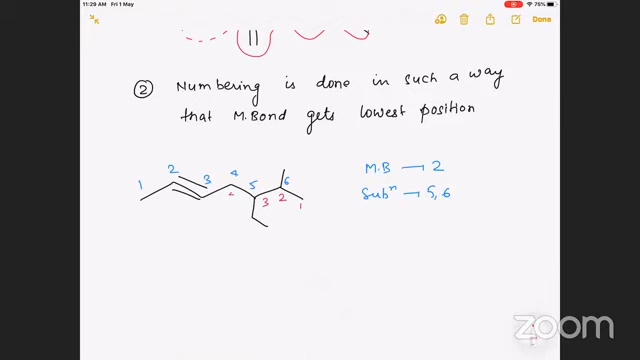 11:29 AM Fri 1 May
75%
Done
② Numbering is done in such a way
that M.Bond gets lowest position
1 2 3 4 5 6
3 2 1
M.B → 2
Subⁿ → 5, 6
zoom